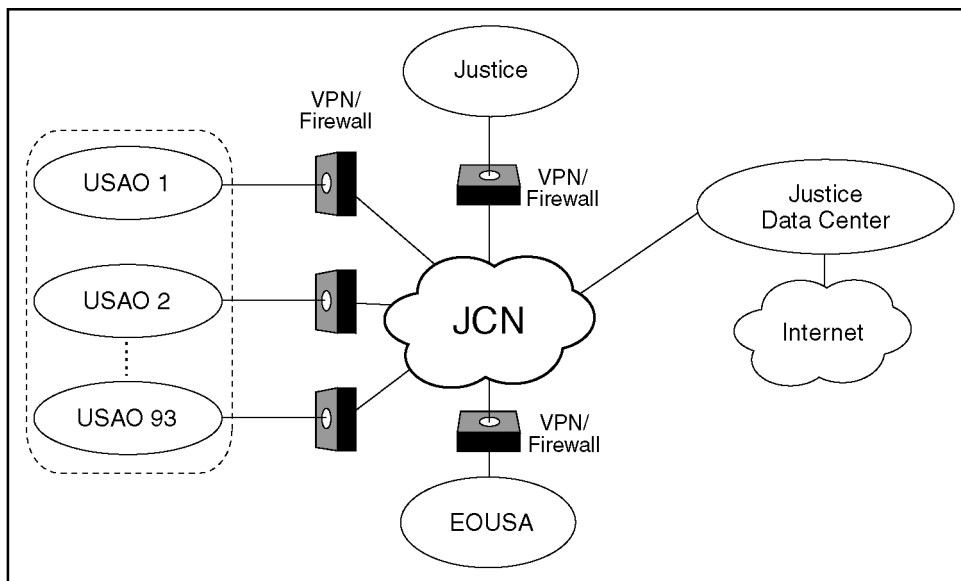 Justice
VPN/
Firewall
USAO 1
VPN/
Firewall
Justice
Data Center
USAO 2
JCN
Internet
USAO 93
VPN/
Firewall
EOUSA